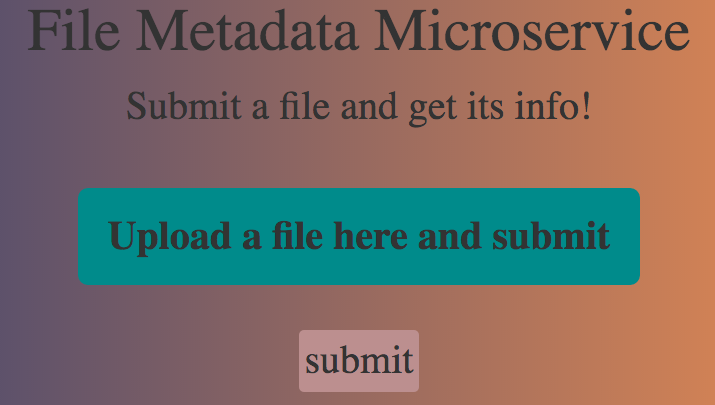 File Metadata Microservice
Submit a file and get its info!
Upload a file here and submit
submit